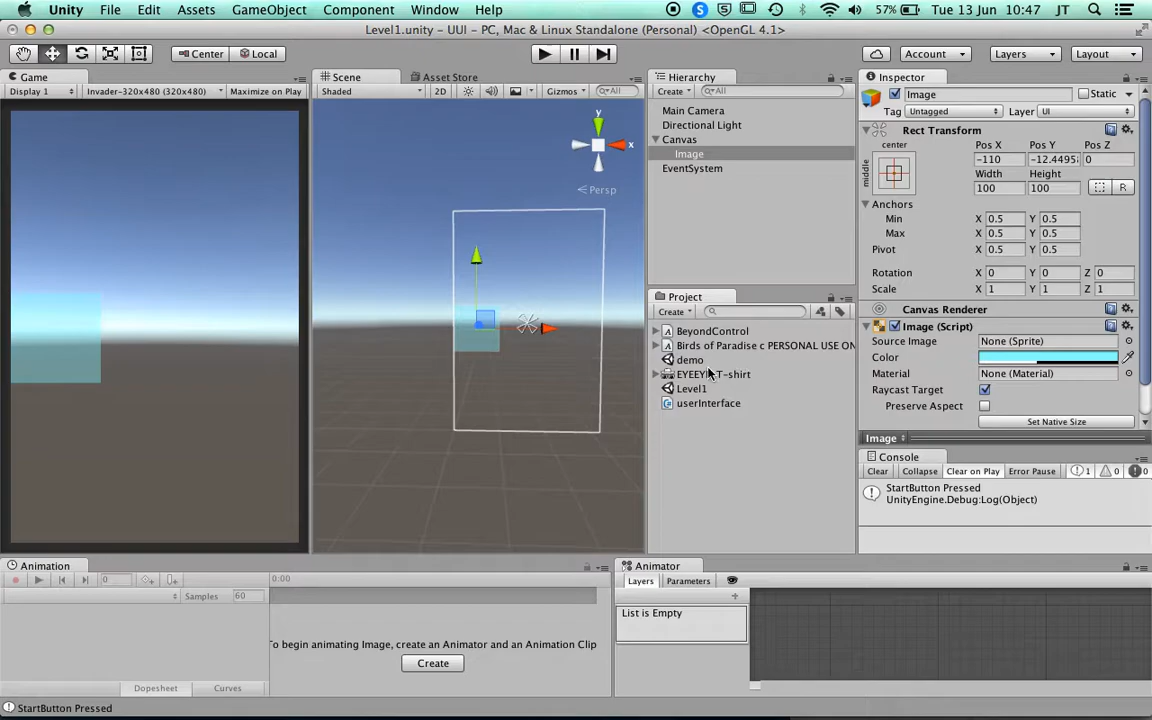 Unity File Edit Assets GameObject Component Window Help 57% Tue 13 Jun 10:47 JT
Level1.unity - UUI - PC, Mac & Linux Standalone (Personal) <OpenGL 4.1>
Center Local Account Layers Layout
Game
Display 1 Invader-320x480 (320x480) Maximize on Play
Scene Asset Store
Shaded 2D Gizmos All
y
x
Persp
Hierarchy
Create All
Main Camera
Directional Light
Canvas
Image
EventSystem
Project
Create
BeyondControl
Birds of Paradise c PERSONAL USE ON
demo
T-shirt
Level1
userInterface
Inspector
Image Static
Tag Untagged Layer UI
Rect Transform
center Pos X Pos Y Pos Z
middle -110 -12.4495 0
Width Height
100 100 R
Anchors
Min X 0.5 Y 0.5
Max X 0.5 Y 0.5
Pivot X 0.5 Y 0.5
Rotation X 0 Y 0 Z 0
Scale X 1 Y 1 Z 1
Canvas Renderer
Image (Script)
Source Image None (Sprite)
Color
Material None (Material)
Raycast Target
Preserve Aspect
Set Native Size
Image
Console
Clear Collapse Clear on Play Error Pause 1 0 0
StartButton Pressed
UnityEngine.Debug:Log(Object)
Animation
0 0:00
Samples 60
To begin animating Image, create an Animator and an Animation Clip
Create
Dopesheet Curves
Animator
Layers Parameters
List is Empty
StartButton Pressed